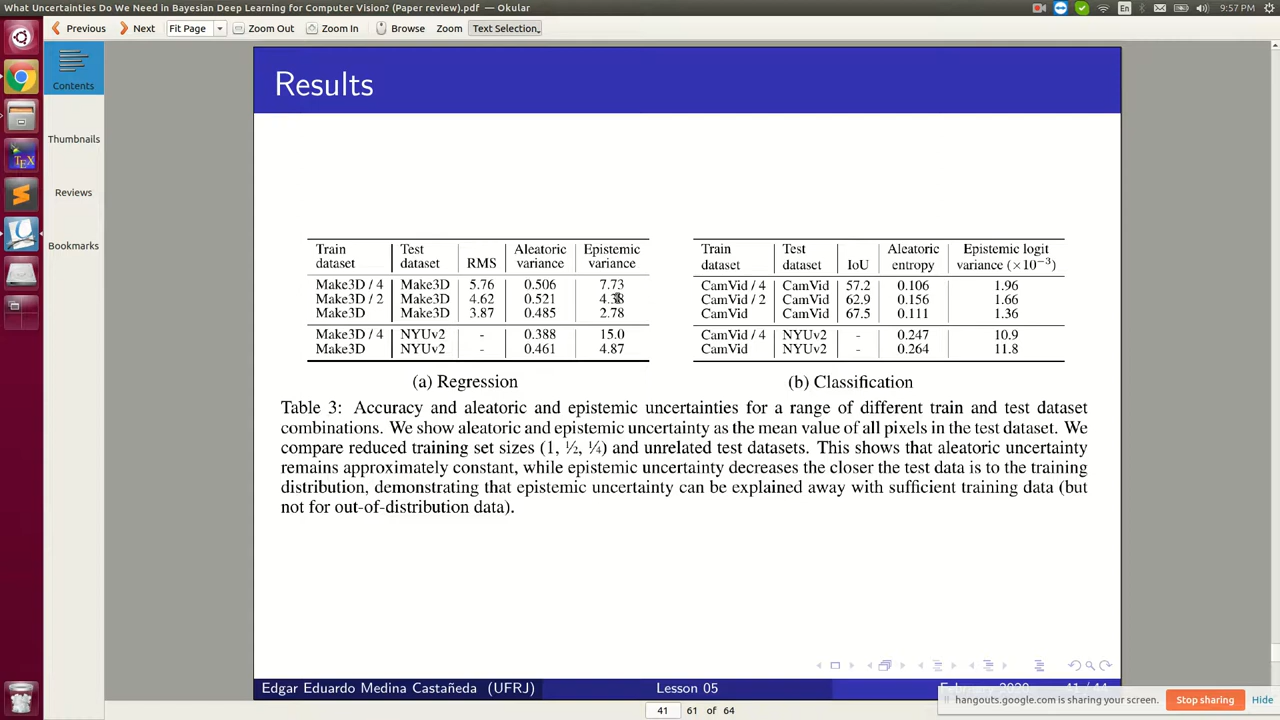 What Uncertainties Do We Need in Bayesian Deep Learning for Computer Vision? (Paper review).pdf — Okular
En
9:57 PM
Previous
Next
Fit Page
Zoom Out
Zoom In
Browse
Zoom
Text Selection
Contents
Thumbnails
Reviews
Bookmarks
Results
Train dataset | Test dataset | RMS | Aleatoric variance | Epistemic variance
Make3D / 4 | Make3D | 5.76 | 0.506 | 7.73
Make3D / 2 | Make3D | 4.62 | 0.521 | 4.38
Make3D | Make3D | 3.87 | 0.485 | 2.78
Make3D / 4 | NYUv2 | - | 0.388 | 15.0
Make3D | NYUv2 | - | 0.461 | 4.87
(a) Regression
Train dataset | Test dataset | IoU | Aleatoric entropy | Epistemic logit variance (×10⁻³)
CamVid / 4 | CamVid | 57.2 | 0.106 | 1.96
CamVid / 2 | CamVid | 62.9 | 0.156 | 1.66
CamVid | CamVid | 67.5 | 0.111 | 1.36
CamVid / 4 | NYUv2 | - | 0.247 | 10.9
CamVid | NYUv2 | - | 0.264 | 11.8
(b) Classification
Table 3: Accuracy and aleatoric and epistemic uncertainties for a range of different train and test dataset
combinations. We show aleatoric and epistemic uncertainty as the mean value of all pixels in the test dataset. We
compare reduced training set sizes (1, ½, ¼) and unrelated test datasets. This shows that aleatoric uncertainty
remains approximately constant, while epistemic uncertainty decreases the closer the test data is to the training
distribution, demonstrating that epistemic uncertainty can be explained away with sufficient training data (but
not for out-of-distribution data).
Edgar Eduardo Medina Castañeda (UFRJ)
Lesson 05
February 2020
41 / 44
hangouts.google.com is sharing your screen.
Stop sharing
Hide
41
61 of 64